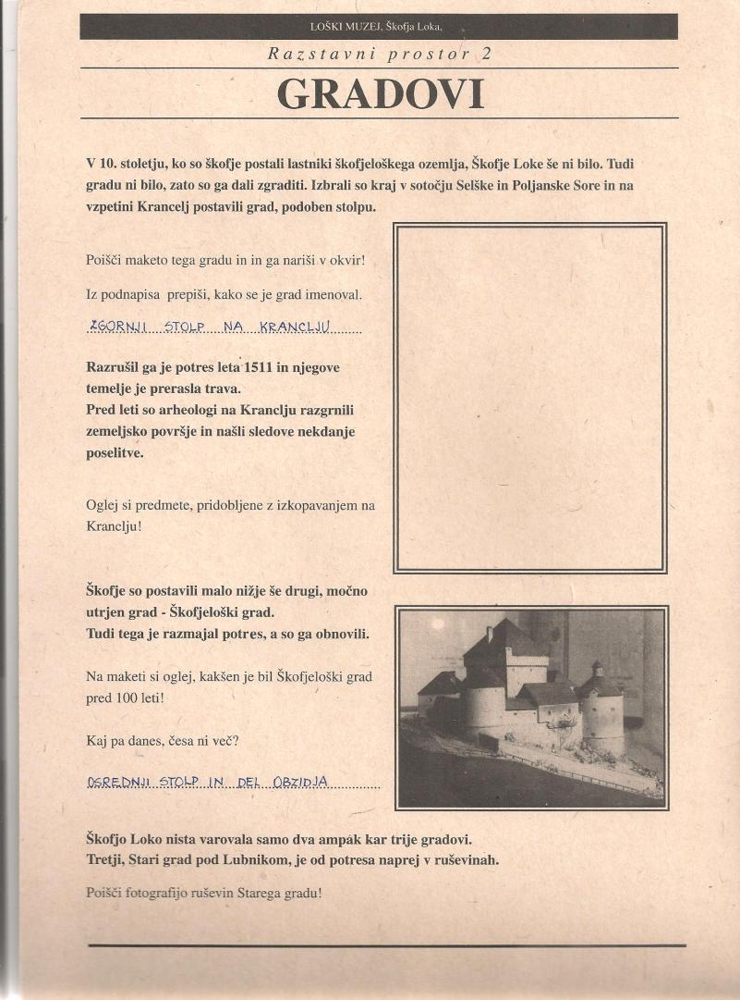 LOŠKI MUZEJ, Škofja Loka,
Razstavni prostor 2
GRADOVI
V 10. stoletju, ko so škofje postali lastniki škofjeloškega ozemlja, Škofje Loke še ni bilo. Tudi
gradu ni bilo, zato so ga dali zgraditi. Izbrali so kraj v sotočju Selške in Poljanske Sore in na
vzpetini Krancelj postavili grad, podoben stolpu.
Poišči maketo tega gradu in in ga nariši v okvir!
Iz podnapisa prepiši, kako se je grad imenoval.
ZGORNJI STOLP NA KRANCLJU
Razrušil ga je potres leta 1511 in njegove
temelje je prerasla trava.
Pred leti so arheologi na Kranclju razgrnili
zemeljsko površje in našli sledove nekdanje
poselitve.
Oglej si predmete, pridobljene z izkopavanjem na
Kranclju!
Škofje so postavili malo nižje še drugi, močno
utrjen grad - Škofjeloški grad.
Tudi tega je razmajal potres, a so ga obnovili.
Na maketi si oglej, kakšen je bil Škofjeloški grad
pred 100 leti!
Kaj pa danes, česa ni več?
OSREDNJI STOLP IN DEL OBZIDJA
Škofjo Loko nista varovala samo dva ampak kar trije gradovi.
Tretji, Stari grad pod Lubnikom, je od potresa naprej v ruševinah.
Poišči fotografijo ruševin Starega gradu!